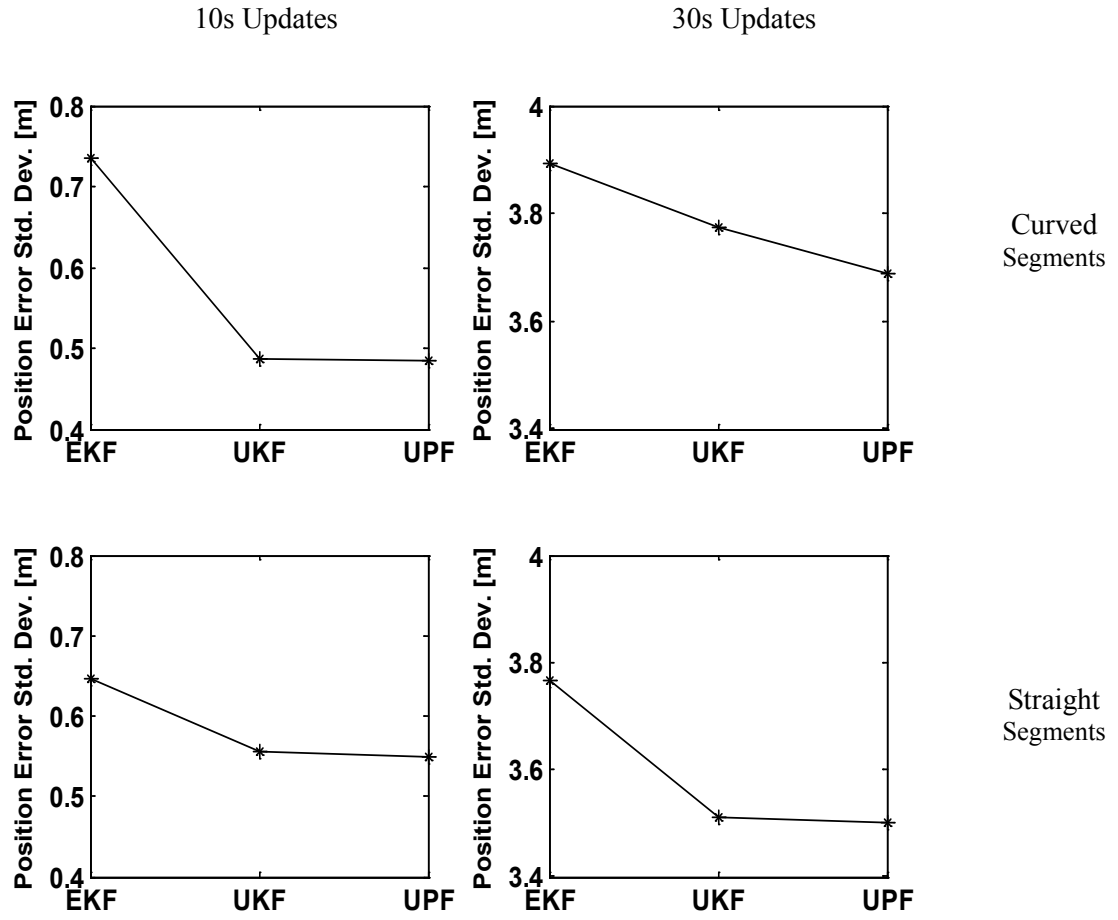 10s Updates
30s Updates
Position Error Std. Dev. [m]
0.8
0.7
0.6
0.5
0.4
EKF UKF UPF
Position Error Std. Dev. [m]
4
3.8
3.6
3.4
EKF UKF UPF
Curved
Segments
Position Error Std. Dev. [m]
0.8
0.7
0.6
0.5
0.4
EKF UKF UPF
Position Error Std. Dev. [m]
4
3.8
3.6
3.4
EKF UKF UPF
Straight
Segments